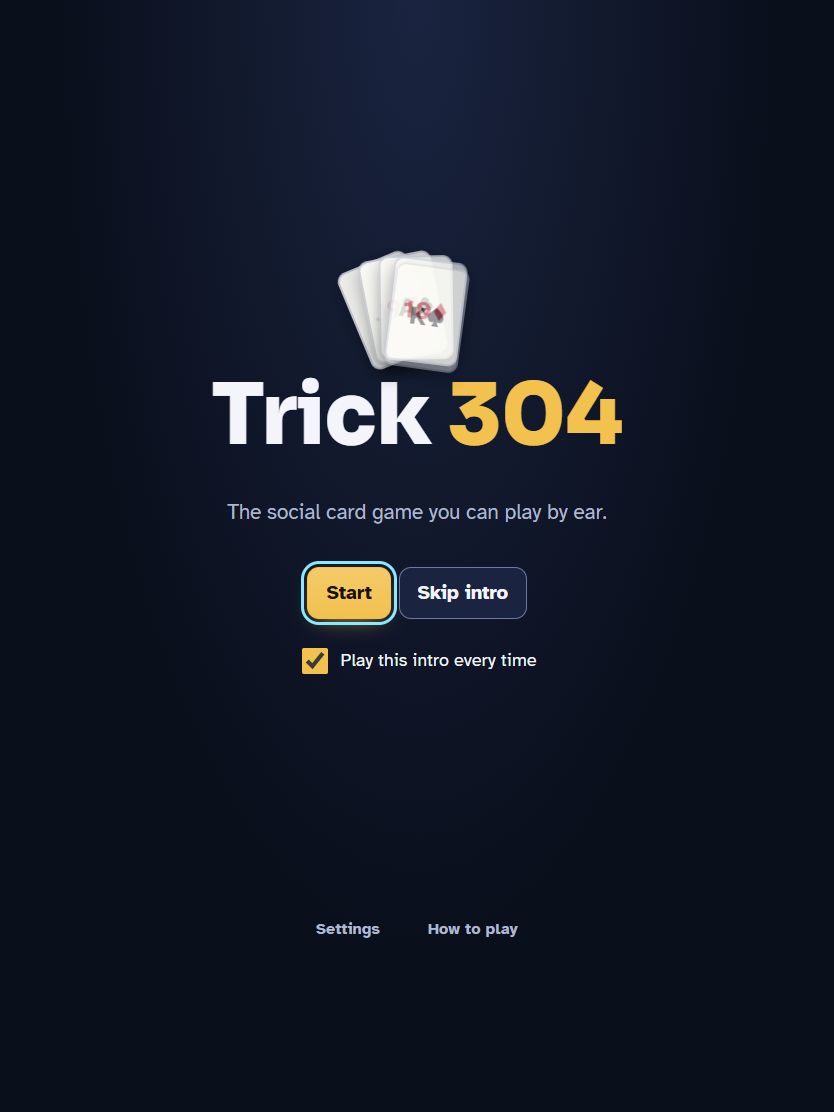 Trick 304
The social card game you can play by ear.
Start
Skip intro
Play this intro every time
Settings
How to play